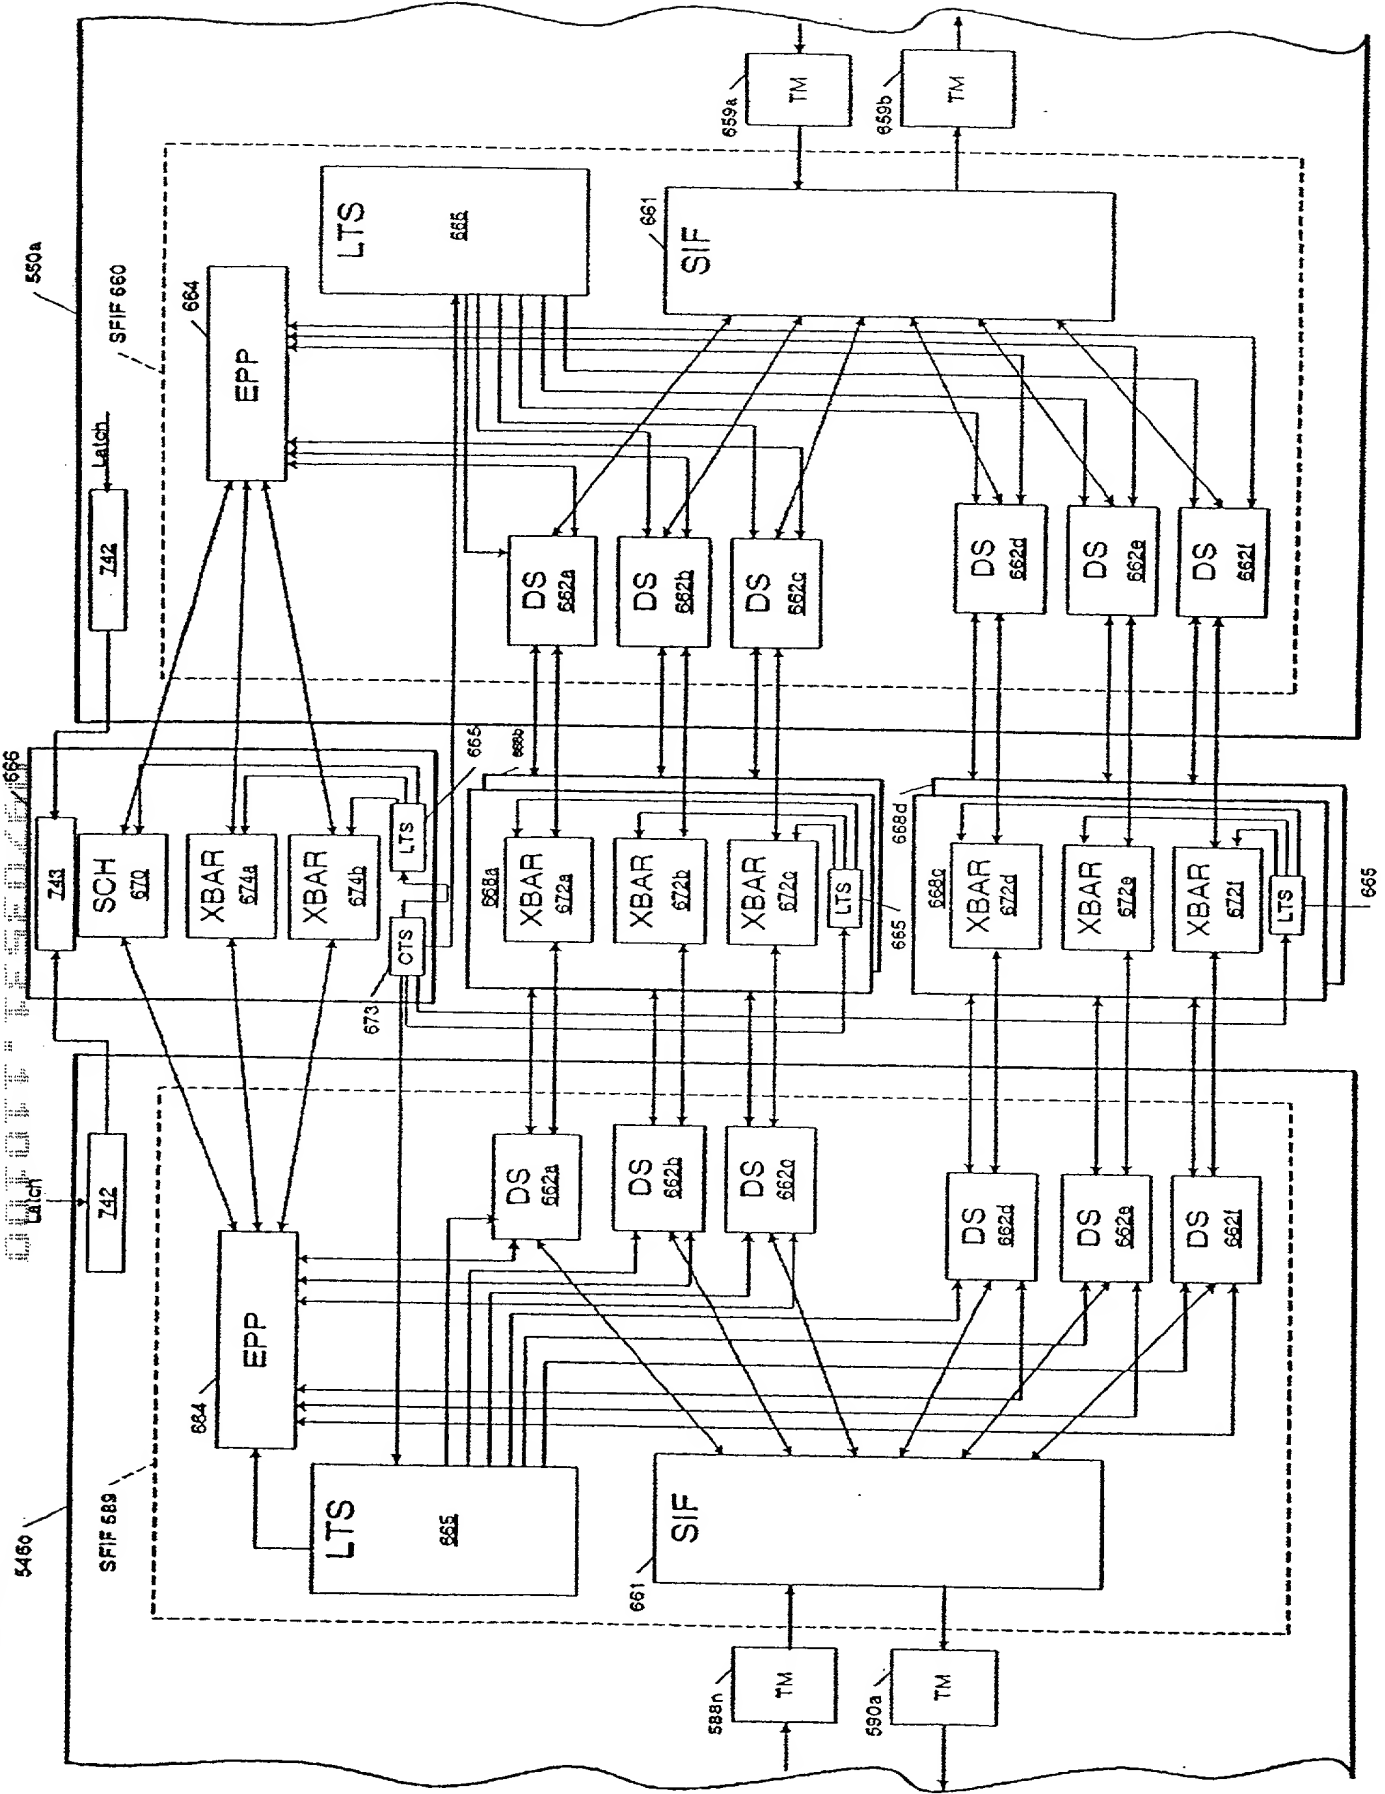 550a
SFIF 660
664
EPP
Latch
742
LTS
665
661
SIF
659a
TM
659b
TM
DS
662a
DS
662b
DS
662c
DS
662d
DS
662e
DS
662f
666
743
SCH
670
XBAR
674a
XBAR
674b
LTS
665
CTS
673
668b
668a
XBAR
672a
XBAR
672b
XBAR
672c
LTS
665
668d
668c
XBAR
672d
XBAR
672e
XBAR
672f
LTS
665
Latch
742
5460
SFIF 589
664
EPP
LTS
665
661
SIF
DS
662a
DS
662b
DS
662c
DS
662d
DS
662e
DS
662f
588n
TM
590a
TM